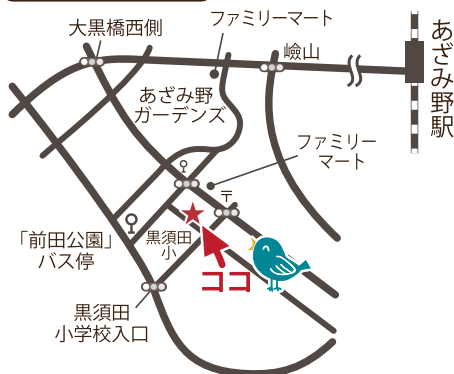 ファミリーマート
大黒橋西側
嶮山
あざみ野駅
あざみ野
ガーデンズ
ファミリー
マート
〒
「前田公園」
バス停
黒須田
小
ココ
黒須田
小学校入口